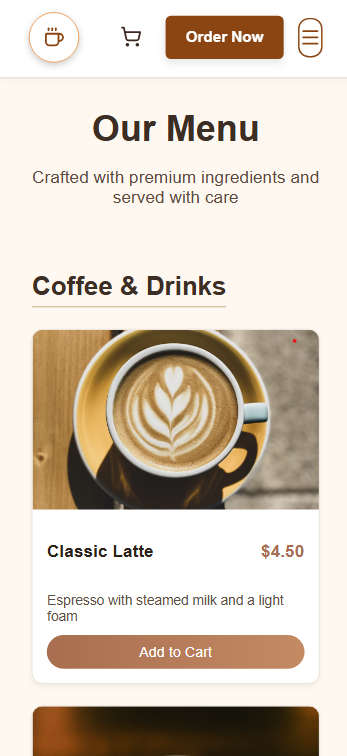 Order Now
Our Menu
Crafted with premium ingredients and
served with care
Coffee & Drinks
Classic Latte
$4.50
Espresso with steamed milk and a light
foam
Add to Cart